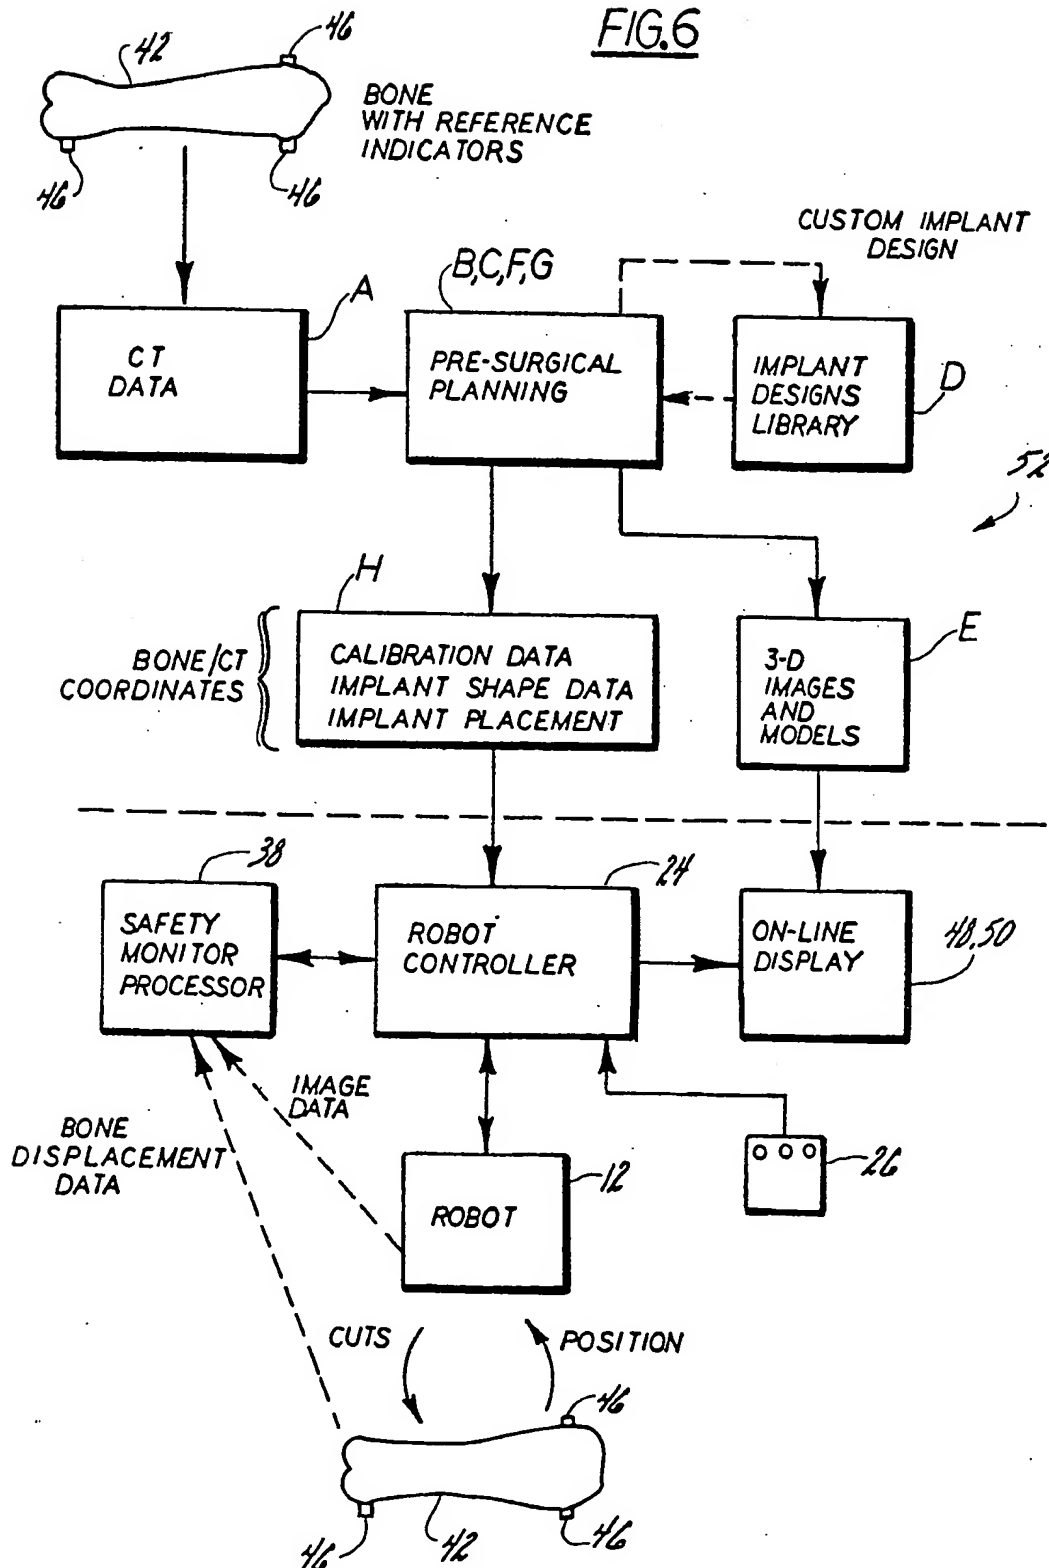 FIG.6
46
42
BONE
WITH REFERENCE
INDICATORS
46
46
CUSTOM IMPLANT
DESIGN
A
B,C,F,G
CT
DATA
PRE-SURGICAL
PLANNING
IMPLANT
DESIGNS
LIBRARY
D
52
H
E
BONE/CT
COORDINATES
CALIBRATION DATA
IMPLANT SHAPE DATA
IMPLANT PLACEMENT
3-D
IMAGES
AND
MODELS
38
24
SAFETY
MONITOR
PROCESSOR
ROBOT
CONTROLLER
ON-LINE
DISPLAY
48,50
IMAGE
DATA
BONE
DISPLACEMENT
DATA
26
12
ROBOT
CUTS
POSITION
46
46
42
46